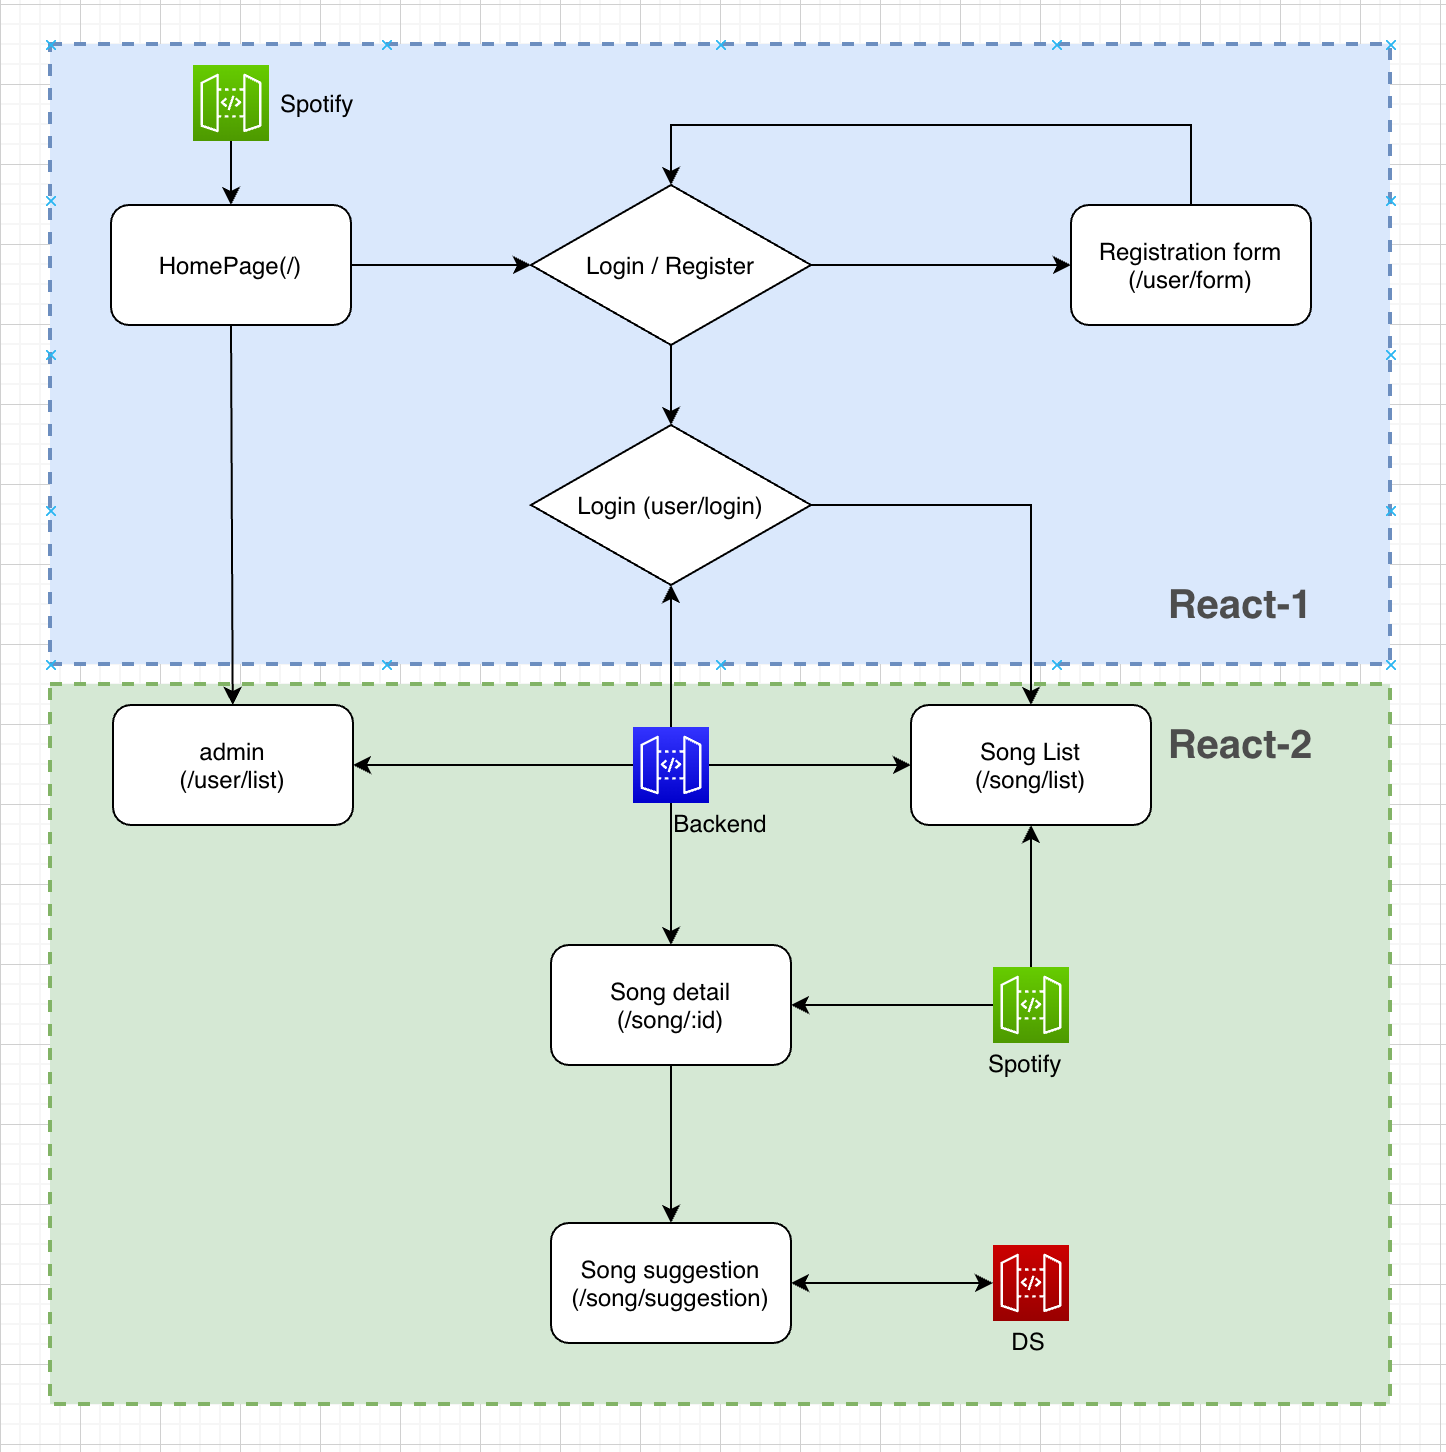 Spotify
HomePage(/)
Login / Register
Registration form
(/user/form)
Login (user/login)
React-1
React-2
admin
(/user/list)
Backend
Song List
(/song/list)
Song detail
(/song/:id)
Spotify
Song suggestion
(/song/suggestion)
DS